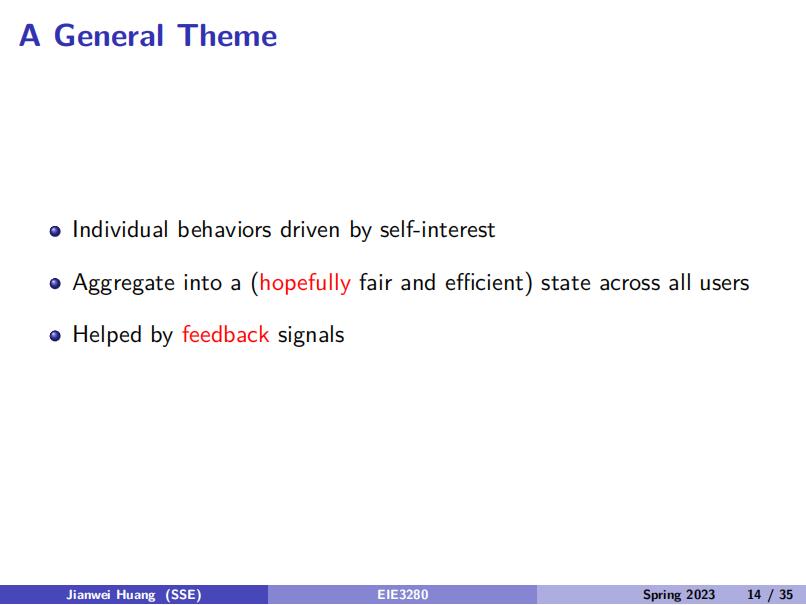 A General Theme
Individual behaviors driven by self-interest
Aggregate into a (hopefully fair and efficient) state across all users
Helped by feedback signals
Jianwei Huang (SSE) EIE3280 Spring 2023 14 / 35